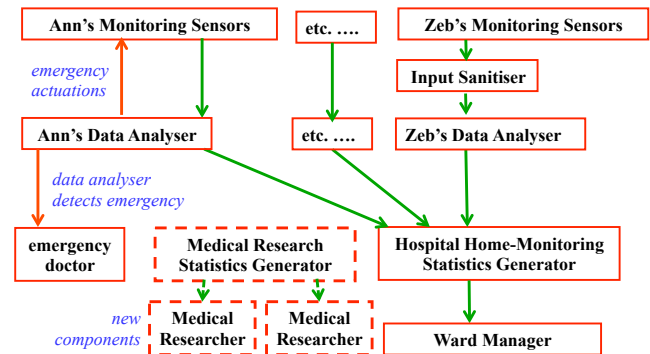 Ann's Monitoring Sensors
etc. ....
Zeb's Monitoring Sensors
emergency
actuations
Input Sanitiser
Ann's Data Analyser
etc. ....
Zeb's Data Analyser
data analyser
detects emergency
emergency
doctor
Medical Research
Statistics Generator
Hospital Home-Monitoring
Statistics Generator
new
components
Medical
Researcher
Medical
Researcher
Ward Manager